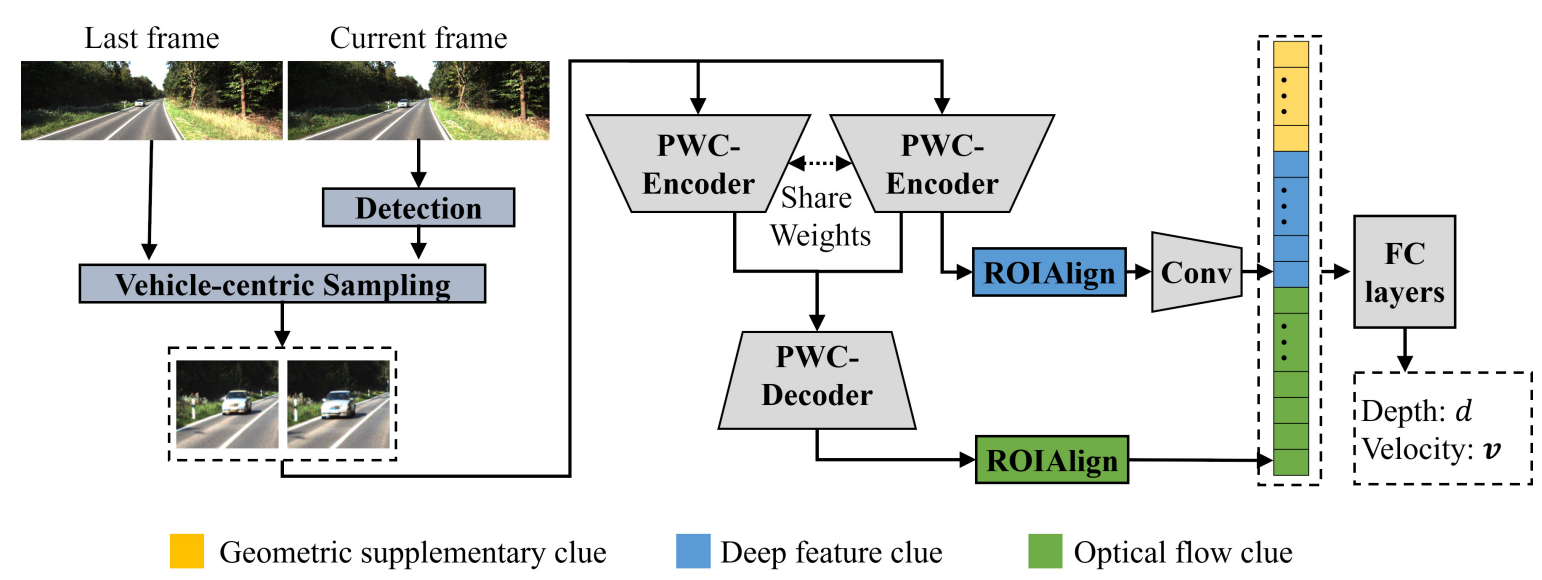 Last frame
Current frame
Detection
Vehicle-centric Sampling
PWC-
Encoder
PWC-
Encoder
Share
Weights
PWC-
Decoder
ROIAlign
Conv
ROIAlign
FC
layers
Depth: d
Velocity: v
Geometric supplementary clue
Deep feature clue
Optical flow clue